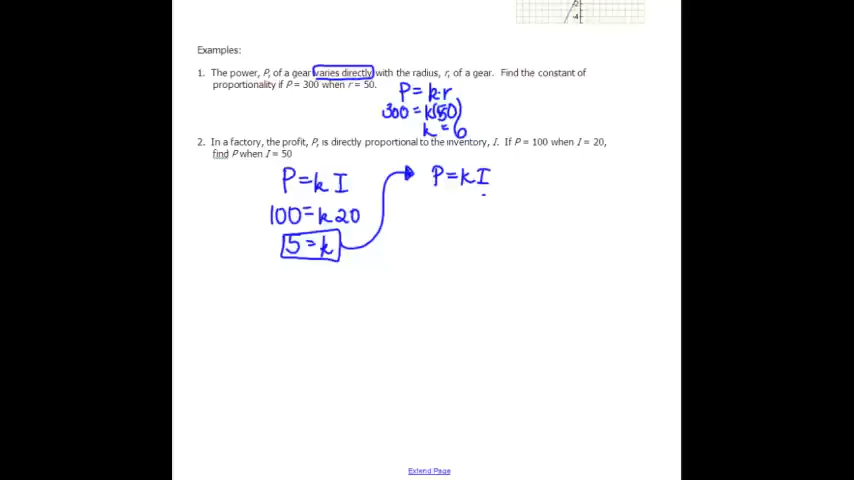 -2
-4
Examples:
1. The power, P, of a gear varies directly with the radius, r, of a gear. Find the constant of
proportionality if P = 300 when r = 50.
P = k·r
300 = k(50)
k = 6
2. In a factory, the profit, P, is directly proportional to the inventory, I. If P = 100 when I = 20,
find P when I = 50
P = k I
P = k I
100 = k 20
5 = k
Extend Page